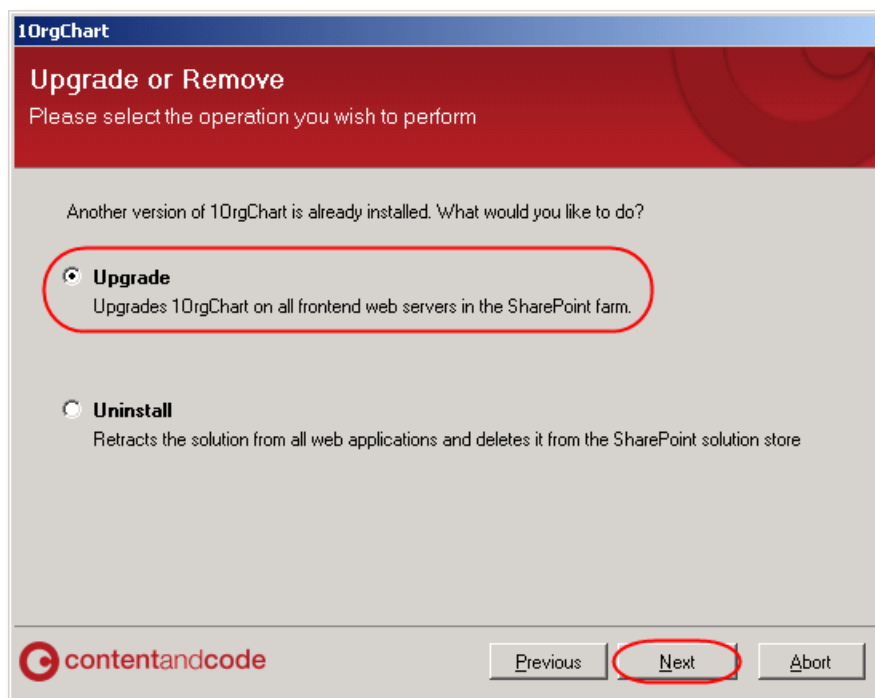 1OrgChart
Upgrade or Remove
Please select the operation you wish to perform
Another version of 1OrgChart is already installed. What would you like to do?
Upgrade
Upgrades 1OrgChart on all frontend web servers in the SharePoint farm.
Uninstall
Retracts the solution from all web applications and deletes it from the SharePoint solution store
contentandcode
Previous
Next
Abort